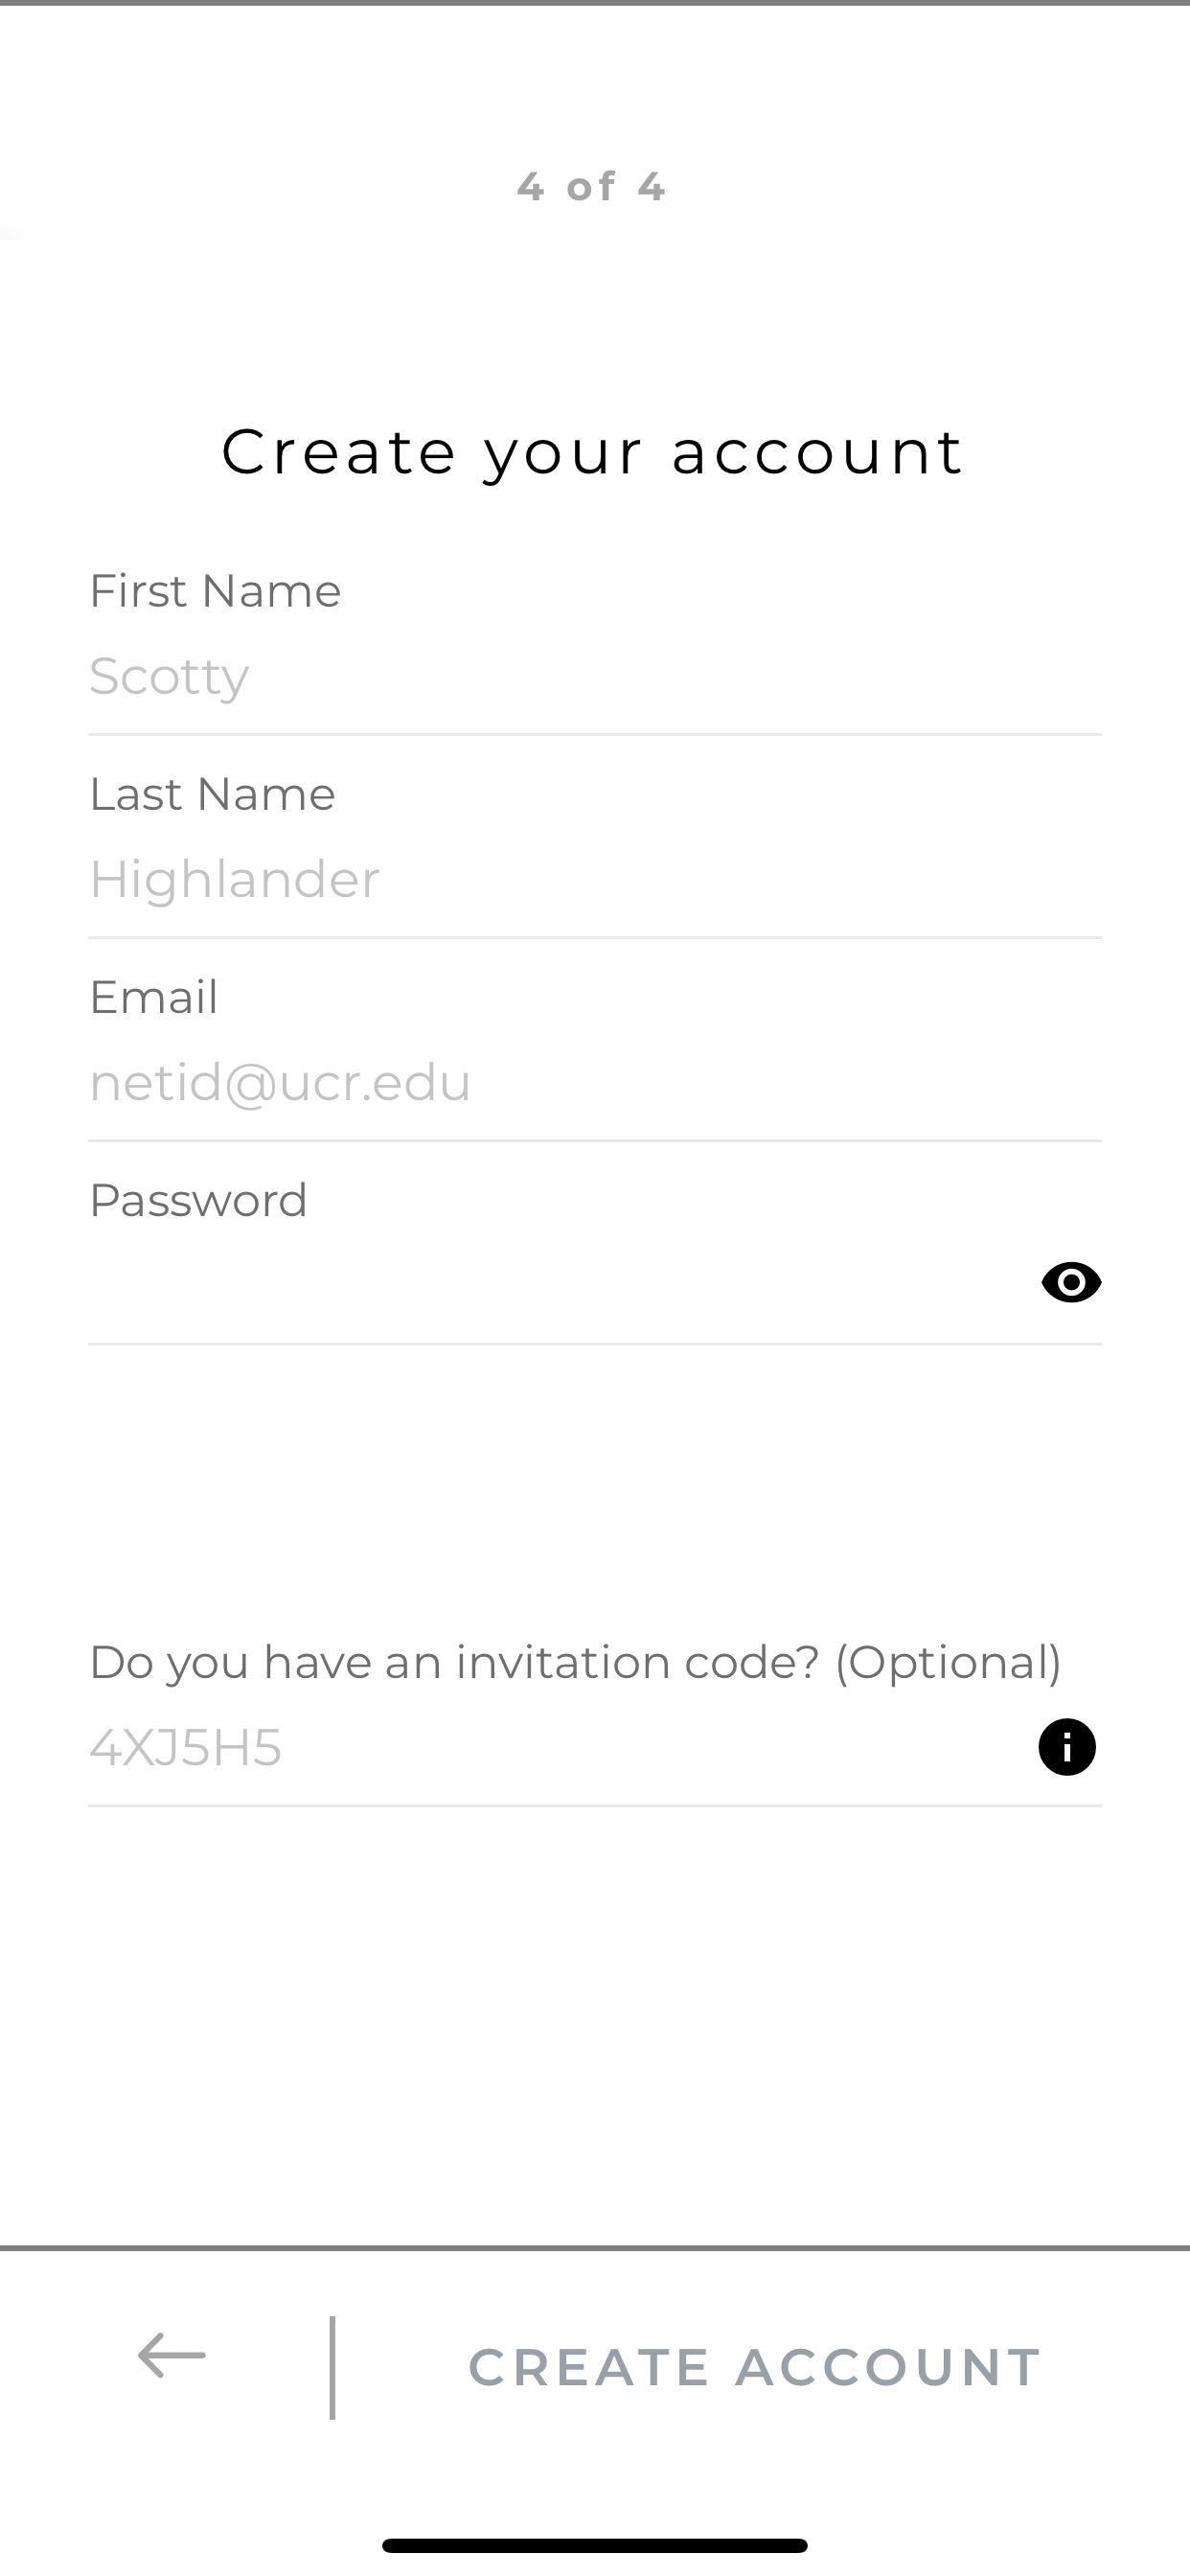 4 of 4
Create your account
First Name
Scotty
Last Name
Highlander
Email
netid@ucr.edu
Password
Do you have an invitation code? (Optional)
4XJ5H5
CREATE ACCOUNT